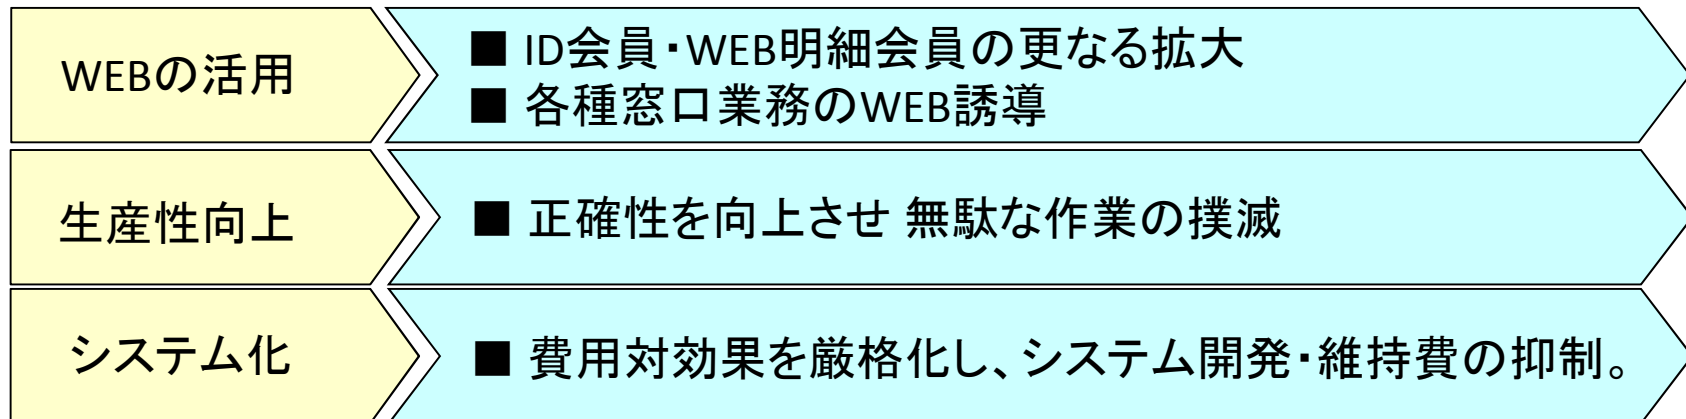 WEBの活用
■ ID会員・WEB明細会員の更なる拡大
■ 各種窓口業務のWEB誘導
生産性向上
■ 正確性を向上させ 無駄な作業の撲滅
システム化
■ 費用対効果を厳格化し、システム開発・維持費の抑制。